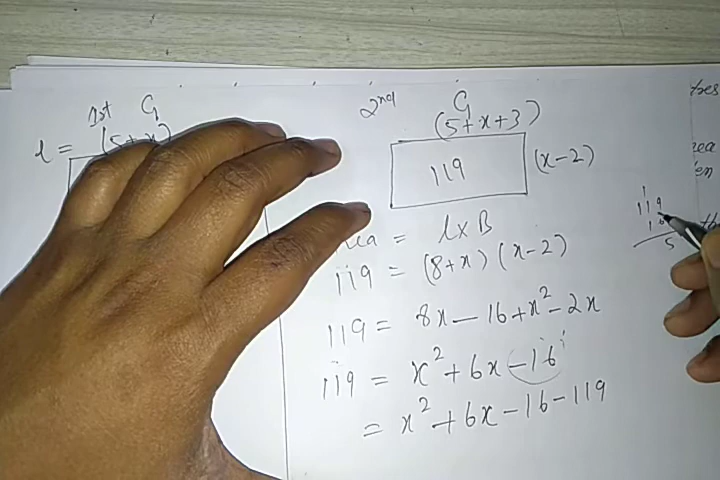 1st G
l = (5+x)
2nd G
(5+x+3)
119 (x-2)
= l×B
119 = (8+x)(x-2)
119 = 8x-16+x²-2x
119 = x²+6x-16
= x²+6x-16-119
119
5